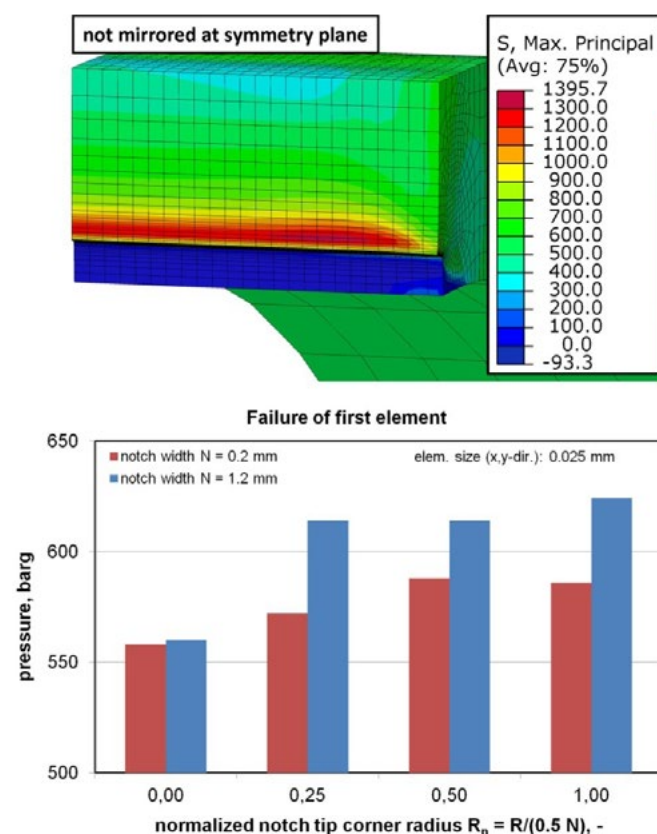 not mirrored at symmetry plane
S, Max. Principal
(Avg: 75%)
1395.7
1300.0
1200.0
1000.0
900.0
800.0
700.0
600.0
500.0
400.0
300.0
200.0
100.0
0.0
-93.3
Failure of first element
650
600
550
500
pressure, barg
notch width N = 0.2 mm
notch width N = 1.2 mm
elem. size (x,y-dir.): 0.025 mm
0,00
0,25
0,50
1,00
normalized notch tip corner radius Rn = R/(0.5 N), -